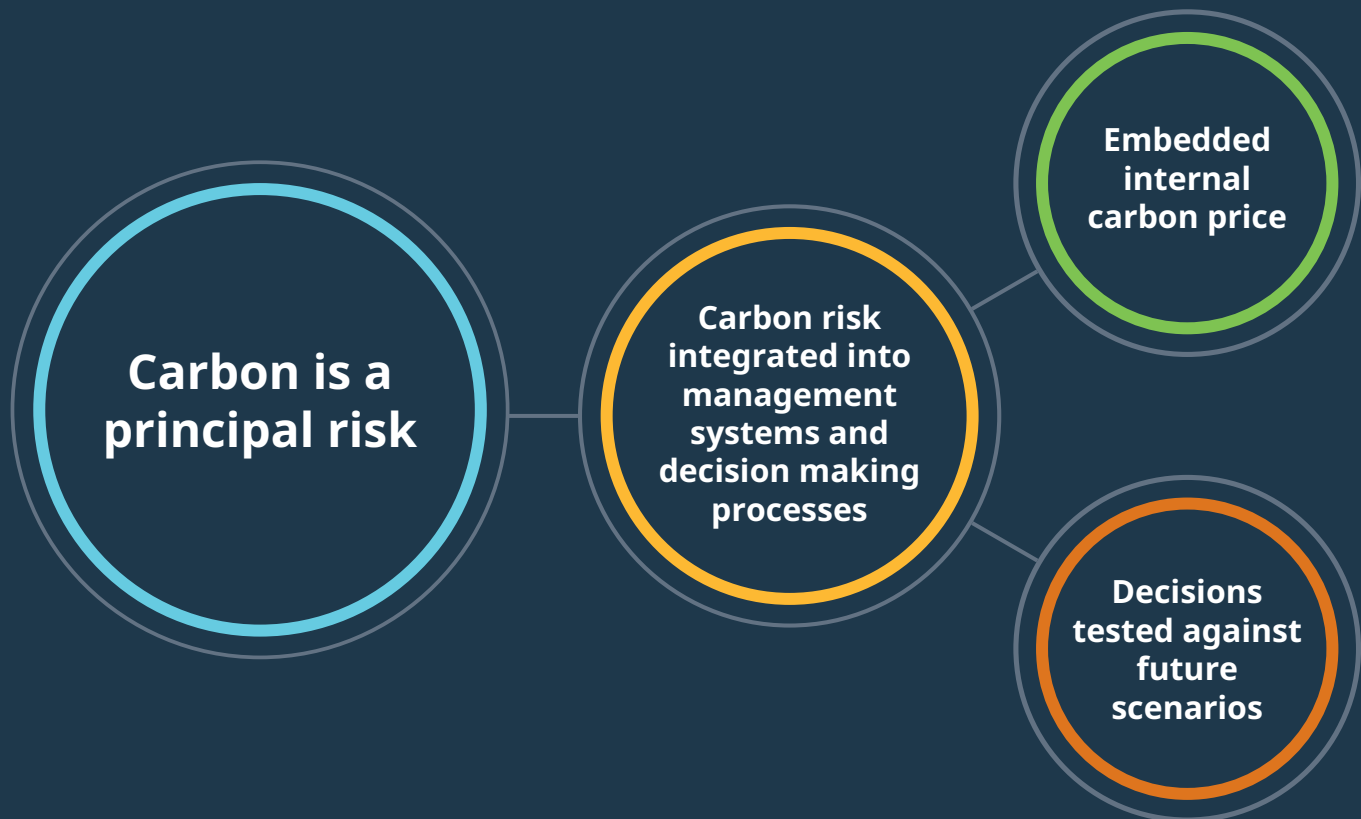 Carbon is a
principal risk
Carbon risk
integrated into
management
systems and
decision making
processes
Embedded
internal
carbon price
Decisions
tested against
future
scenarios